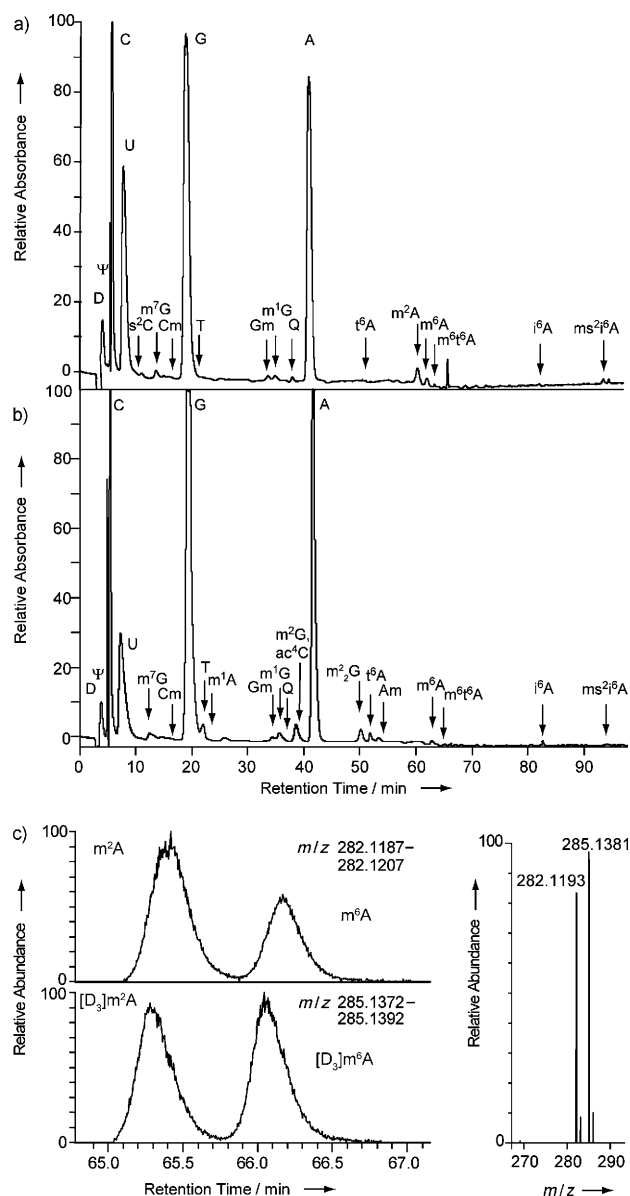 a)
100
80
60
40
20
0
Relative Absorbance
C
G
A
U
Ψ
D
s²C
m⁷G
Cm
T
Gm
m¹G
Q
t⁶A
m²A
m⁶A
m⁶t⁶A
i⁶A
ms²i⁶A
b)
100
80
60
40
20
0
Relative Absorbance
C
G
A
U
D
Ψ
m⁷G
Cm
T
m¹A
Gm
m¹G
Q
m²G,
ac⁴C
m²₂G
t⁶A
Am
m⁶A
m⁶t⁶A
i⁶A
ms²i⁶A
0 10 20 30 40 50 60 70 80 90
Retention Time / min
c)
100
m²A
m/z 282.1187–
282.1207
m⁶A
0
100
[D₃]m²A
m/z 285.1372–
285.1392
[D₃]m⁶A
0
Relative Abundance
65.0 65.5 66.0 66.5 67.0
Retention Time / min
100
285.1381
282.1193
Relative Abundance
0
270 280 290
m/z